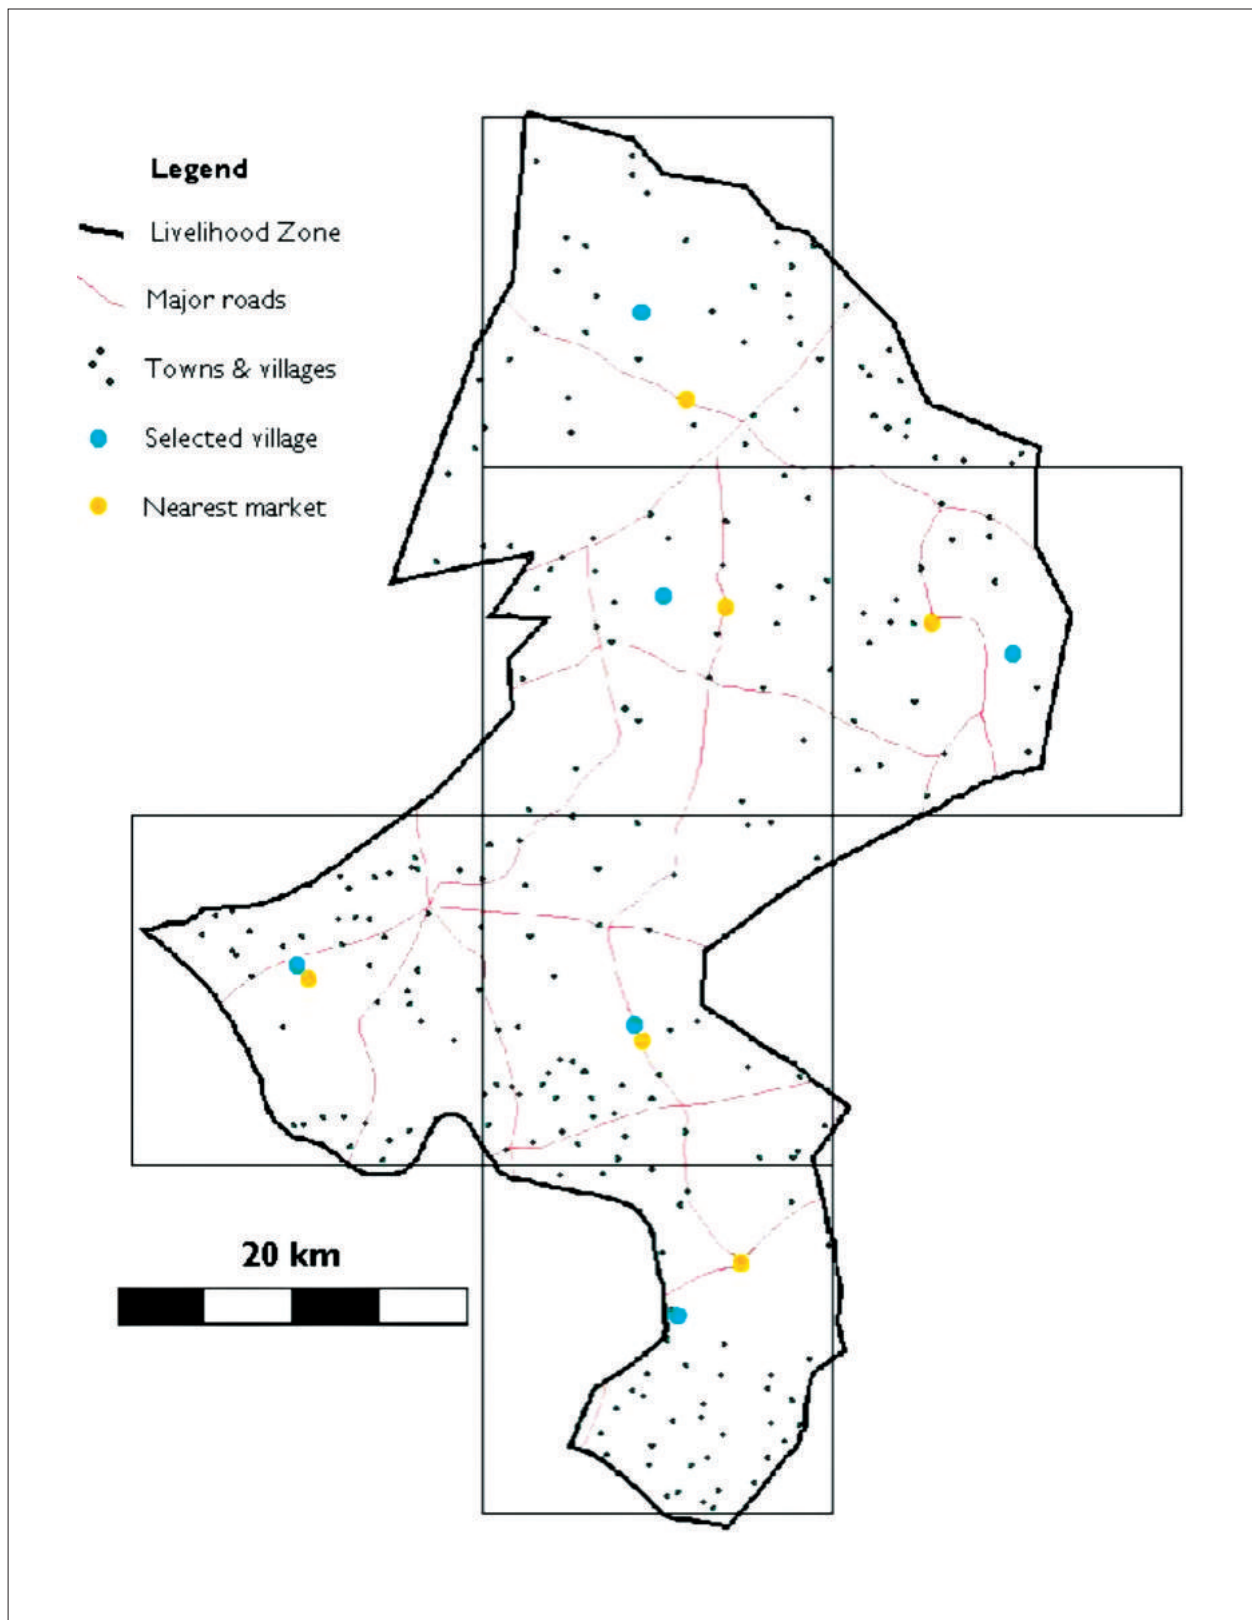 Legend
Livelihood Zone
Major roads
Towns & villages
Selected village
Nearest market
20 km